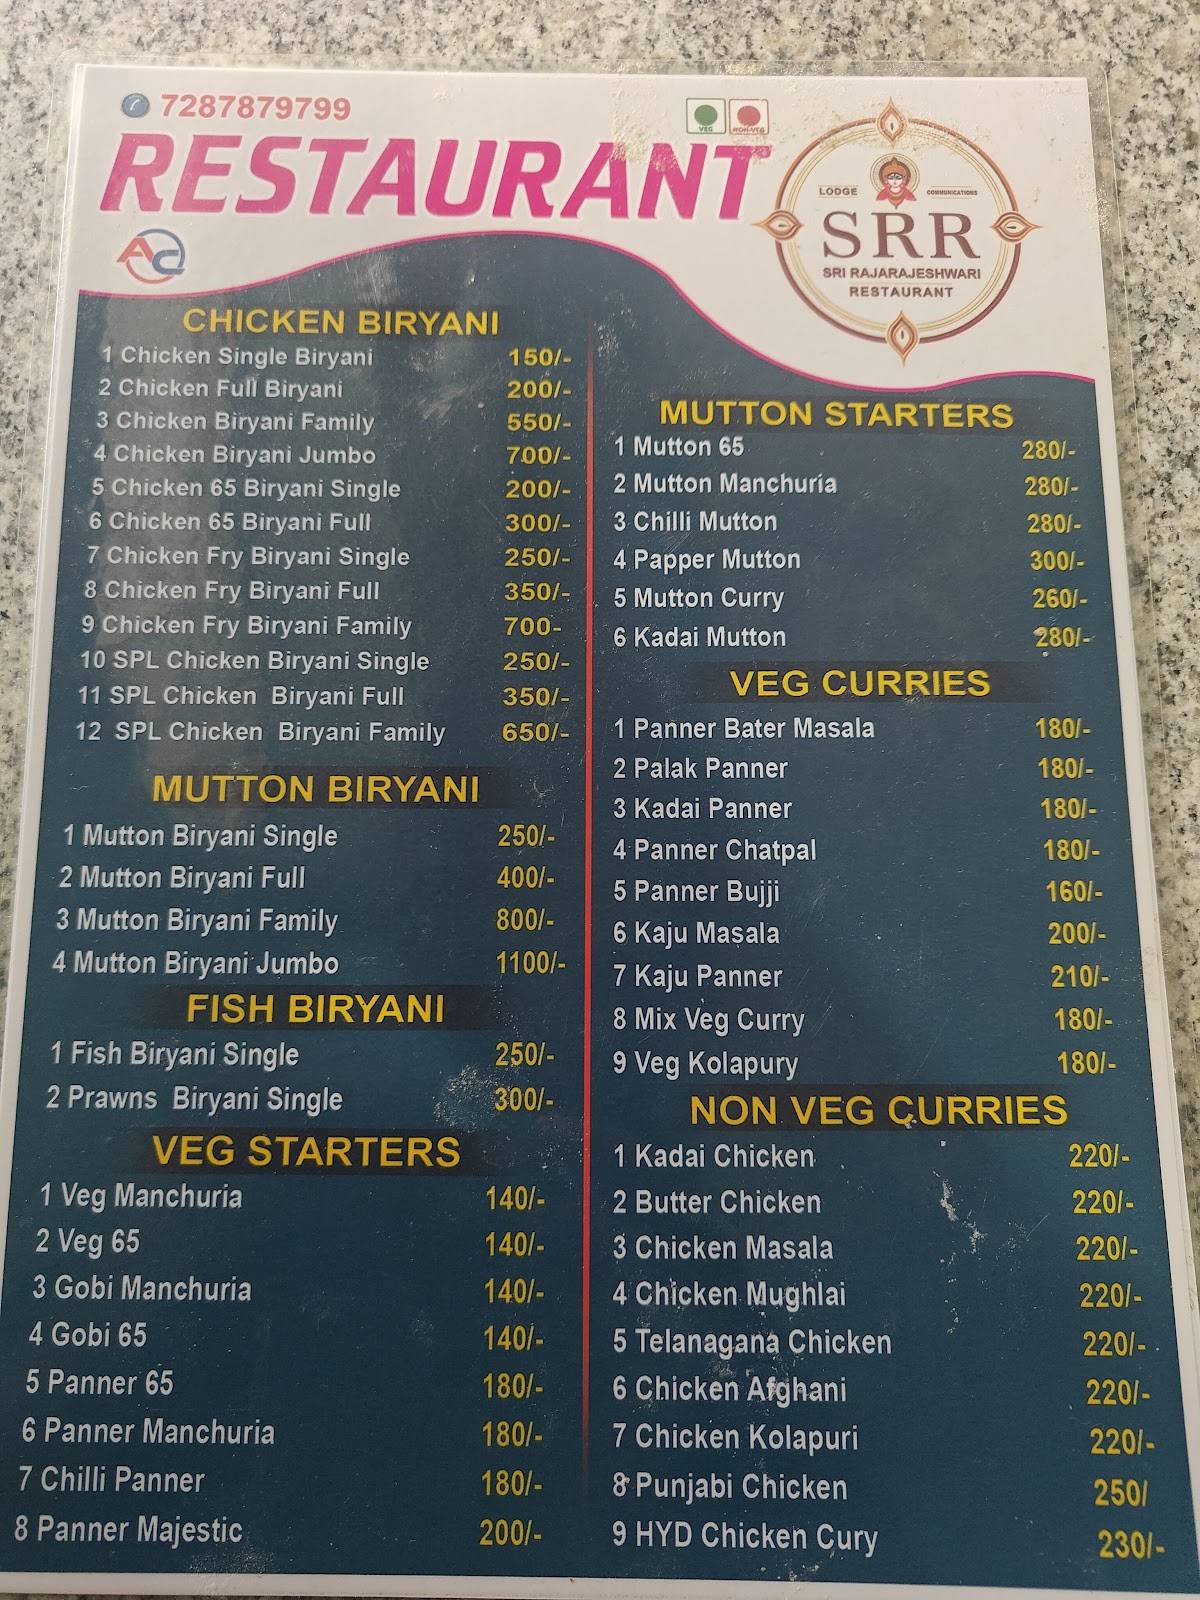 7287879799
VEG
NON-VEG
RESTAURANT
LODGE
COMMUNICATIONS
SRR
SRI RAJARAJESHWARI
RESTAURANT
AC
CHICKEN BIRYANI
1 Chicken Single Biryani 150/-
2 Chicken Full Biryani 200/-
3 Chicken Biryani Family 550/-
4 Chicken Biryani Jumbo 700/-
5 Chicken 65 Biryani Single 200/-
6 Chicken 65 Biryani Full 300/-
7 Chicken Fry Biryani Single 250/-
8 Chicken Fry Biryani Full 350/-
9 Chicken Fry Biryani Family 700-
10 SPL Chicken Biryani Single 250/-
11 SPL Chicken Biryani Full 350/-
12 SPL Chicken Biryani Family 650/-
MUTTON BIRYANI
1 Mutton Biryani Single 250/-
2 Mutton Biryani Full 400/-
3 Mutton Biryani Family 800/-
4 Mutton Biryani Jumbo 1100/-
FISH BIRYANI
1 Fish Biryani Single 250/-
2 Prawns Biryani Single 300/-
VEG STARTERS
1 Veg Manchuria 140/-
2 Veg 65 140/-
3 Gobi Manchuria 140/-
4 Gobi 65 140/-
5 Panner 65 180/-
6 Panner Manchuria 180/-
7 Chilli Panner 180/-
8 Panner Majestic 200/-
MUTTON STARTERS
1 Mutton 65 280/-
2 Mutton Manchuria 280/-
3 Chilli Mutton 280/-
4 Papper Mutton 300/-
5 Mutton Curry 260/-
6 Kadai Mutton 280/-
VEG CURRIES
1 Panner Bater Masala 180/-
2 Palak Panner 180/-
3 Kadai Panner 180/-
4 Panner Chatpal 180/-
5 Panner Bujji 160/-
6 Kaju Masala 200/-
7 Kaju Panner 210/-
8 Mix Veg Curry 180/-
9 Veg Kolapury 180/-
NON VEG CURRIES
1 Kadai Chicken 220/-
2 Butter Chicken 220/-
3 Chicken Masala 220/-
4 Chicken Mughlai 220/-
5 Telanagana Chicken 220/-
6 Chicken Afghani 220/-
7 Chicken Kolapuri 220/-
8 Punjabi Chicken 250/
9 HYD Chicken Cury 230/-